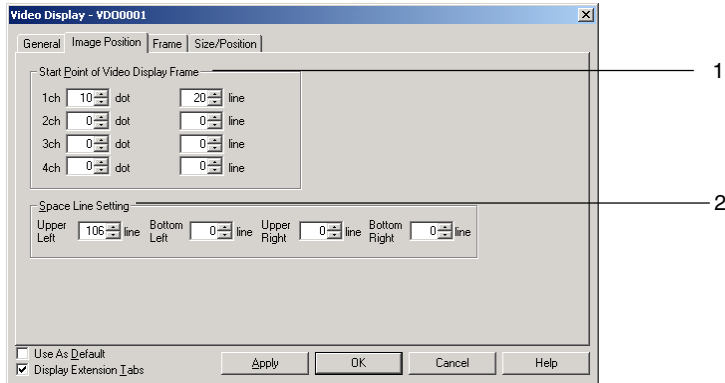 Video Display - VDO0001
General Image Position Frame Size/Position
Start Point of Video Display Frame 1
1ch 10 dot 20 line
2ch 0 dot 0 line
3ch 0 dot 0 line
4ch 0 dot 0 line
Space Line Setting 2
Upper Left 106 line Bottom Left 0 line Upper Right 0 line Bottom Right 0 line
Use As Default
Display Extension Tabs
Apply OK Cancel Help